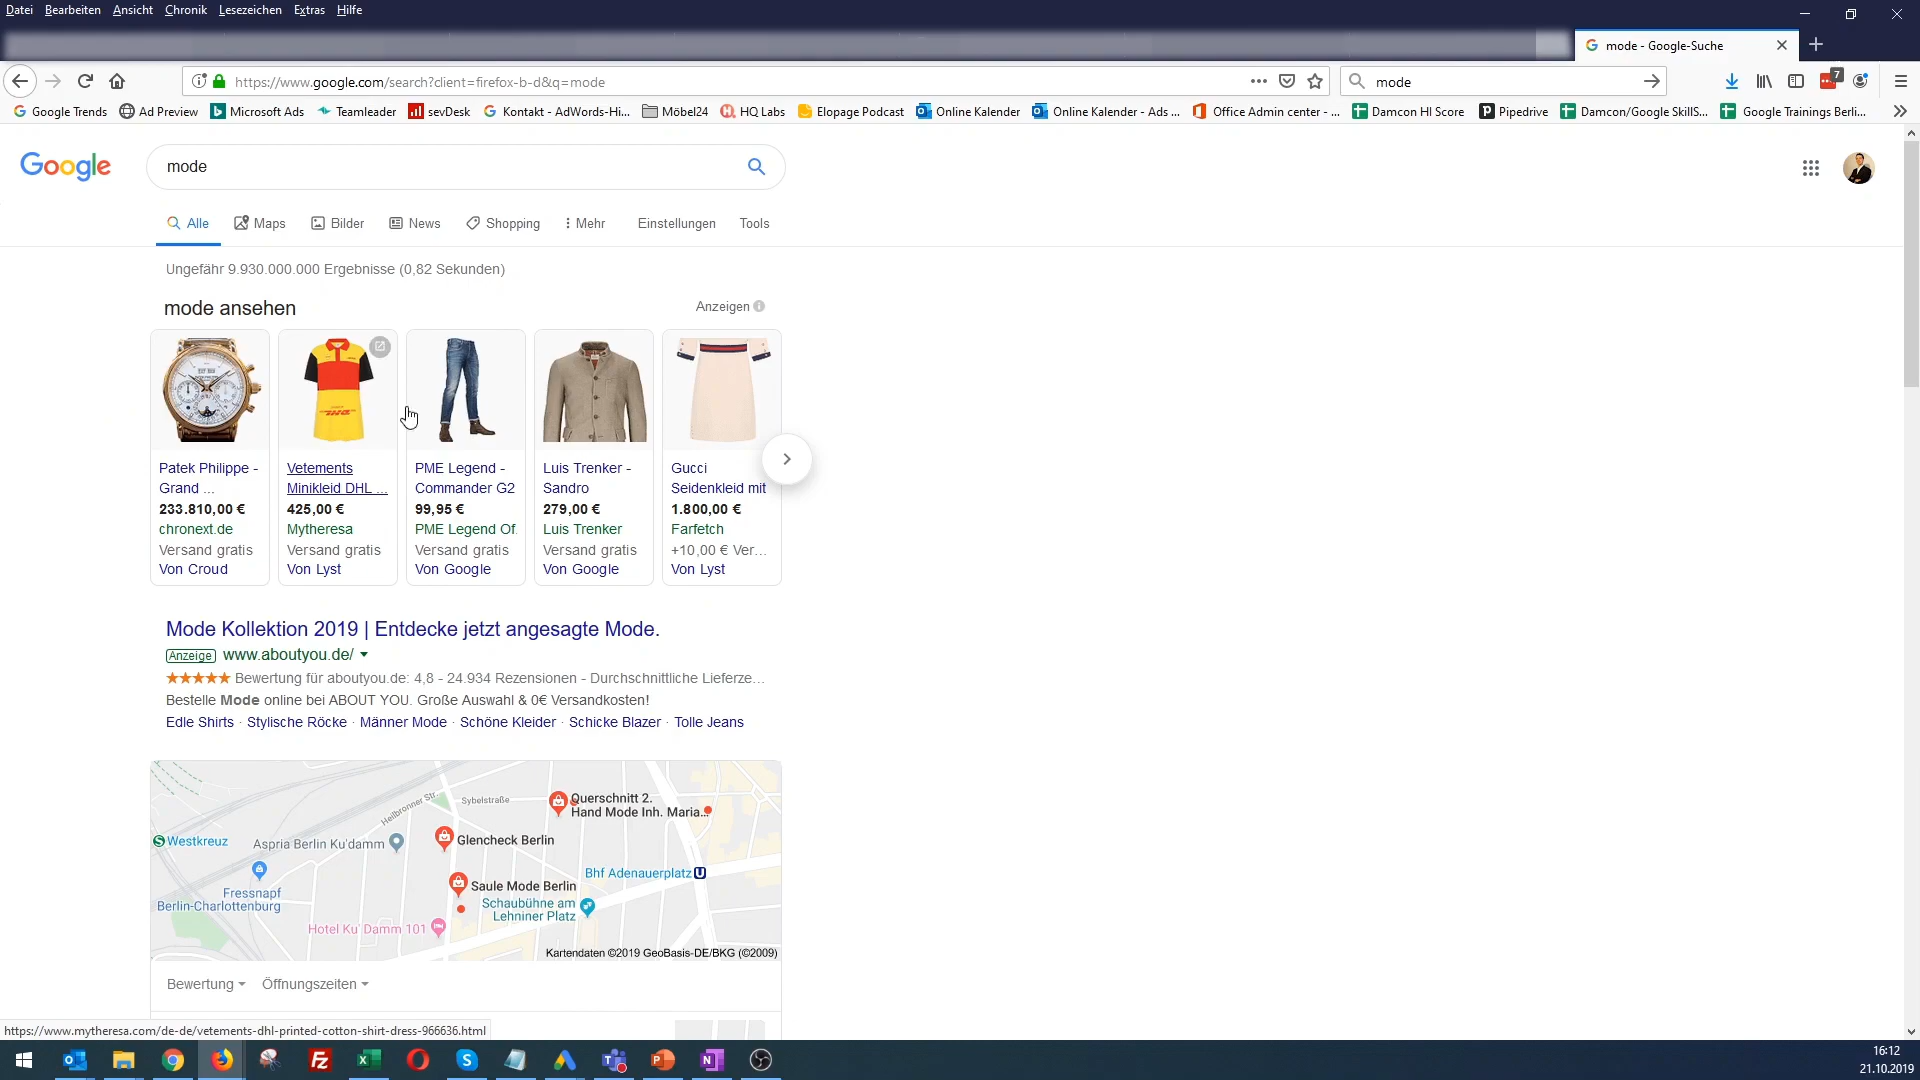 Datei Bearbeiten Ansicht Chronik Lesezeichen Extras Hilfe
mode - Google-Suche
https://www.google.com/search?client=firefox-b-d&q=mode
mode
7
Google Trends Ad Preview Microsoft Ads Teamleader sevDesk Kontakt - AdWords-Hi... Möbel24 HQ Labs Elopage Podcast Online Kalender Online Kalender - Ads ... Office Admin center - ... Damcon HI Score Pipedrive Damcon/Google SkillS... Google Trainings Berli...
Google
mode
Alle Maps Bilder News Shopping Mehr Einstellungen Tools
Ungefähr 9.930.000.000 Ergebnisse (0,82 Sekunden)
mode ansehen
Anzeigen
Patek Philippe -
Grand ...
233.810,00 €
chronext.de
Versand gratis
Von Croud
Vetements
Minikleid DHL ...
425,00 €
Mytheresa
Versand gratis
Von Lyst
PME Legend -
Commander G2
99,95 €
PME Legend Of.
Versand gratis
Von Google
Luis Trenker -
Sandro
279,00 €
Luis Trenker
Versand gratis
Von Google
Gucci
Seidenkleid mit
1.800,00 €
Farfetch
+10,00 € Ver...
Von Lyst
Mode Kollektion 2019 | Entdecke jetzt angesagte Mode.
Anzeige www.aboutyou.de/
Bewertung für aboutyou.de: 4,8 - 24.934 Rezensionen - Durchschnittliche Lieferze...
Bestelle Mode online bei ABOUT YOU. Große Auswahl & 0€ Versandkosten!
Edle Shirts · Stylische Röcke · Männer Mode · Schöne Kleider · Schicke Blazer · Tolle Jeans
Heilbronner Str.
Sybelstraße
Querschnitt 2.
Hand Mode Inh. Maria...
Westkreuz
Aspria Berlin Ku'damm
Glencheck Berlin
Bhf Adenauerplatz U
Fressnapf
Berlin-Charlottenburg
Saule Mode Berlin
Schaubühne am
Lehniner Platz
Hotel Ku' Damm 101
Kartendaten ©2019 GeoBasis-DE/BKG (©2009)
Bewertung Öffnungszeiten
https://www.mytheresa.com/de-de/vetements-dhl-printed-cotton-shirt-dress-966636.html
16:12
21.10.2019